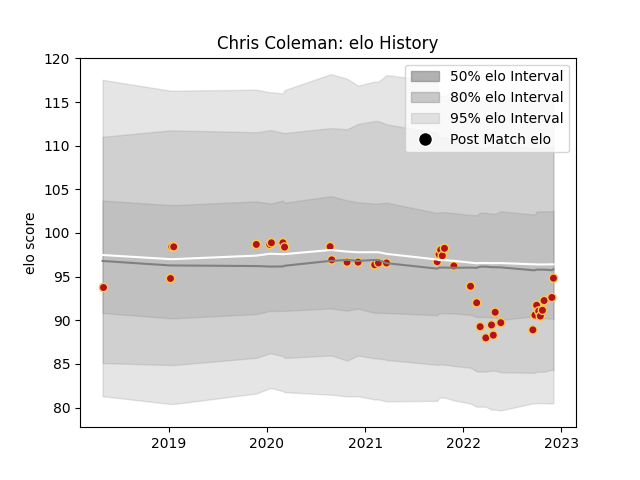 Chris Coleman: elo History
50% elo Interval
80% elo Interval
95% elo Interval
Post Match elo
elo score
120
115
110
105
100
95
90
85
80
2019 2020 2021 2022 2023